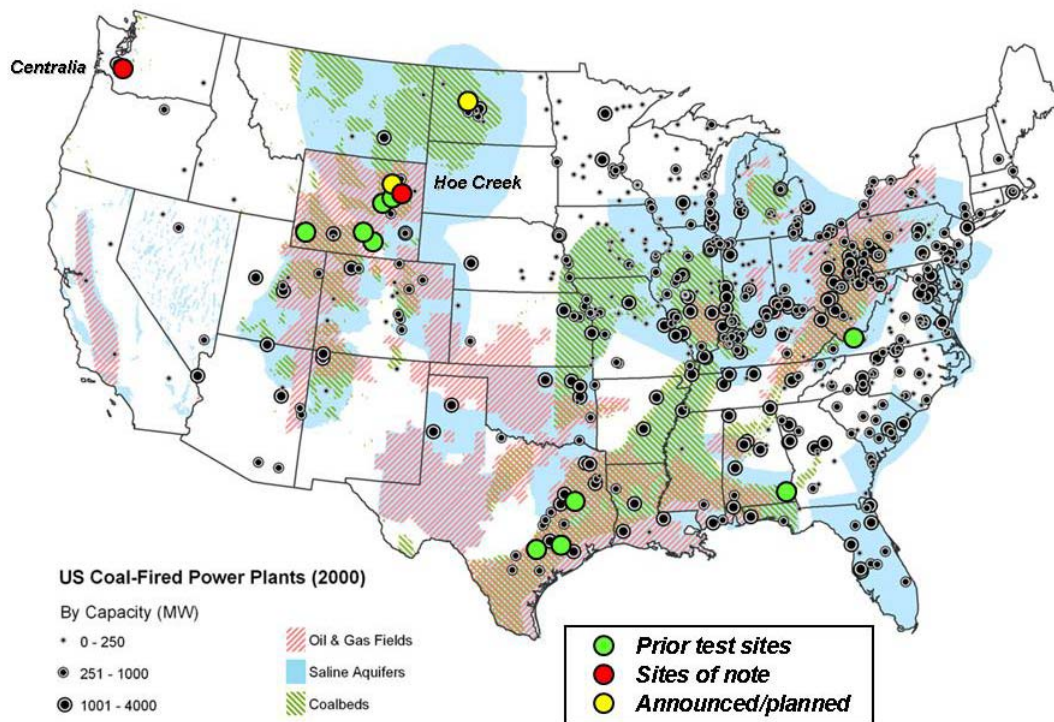 Centralia
Hoe Creek
US Coal-Fired Power Plants (2000)
By Capacity (MW)
0 - 250
251 - 1000
1001 - 4000
Oil & Gas Fields
Saline Aquifers
Coalbeds
Prior test sites
Sites of note
Announced/planned